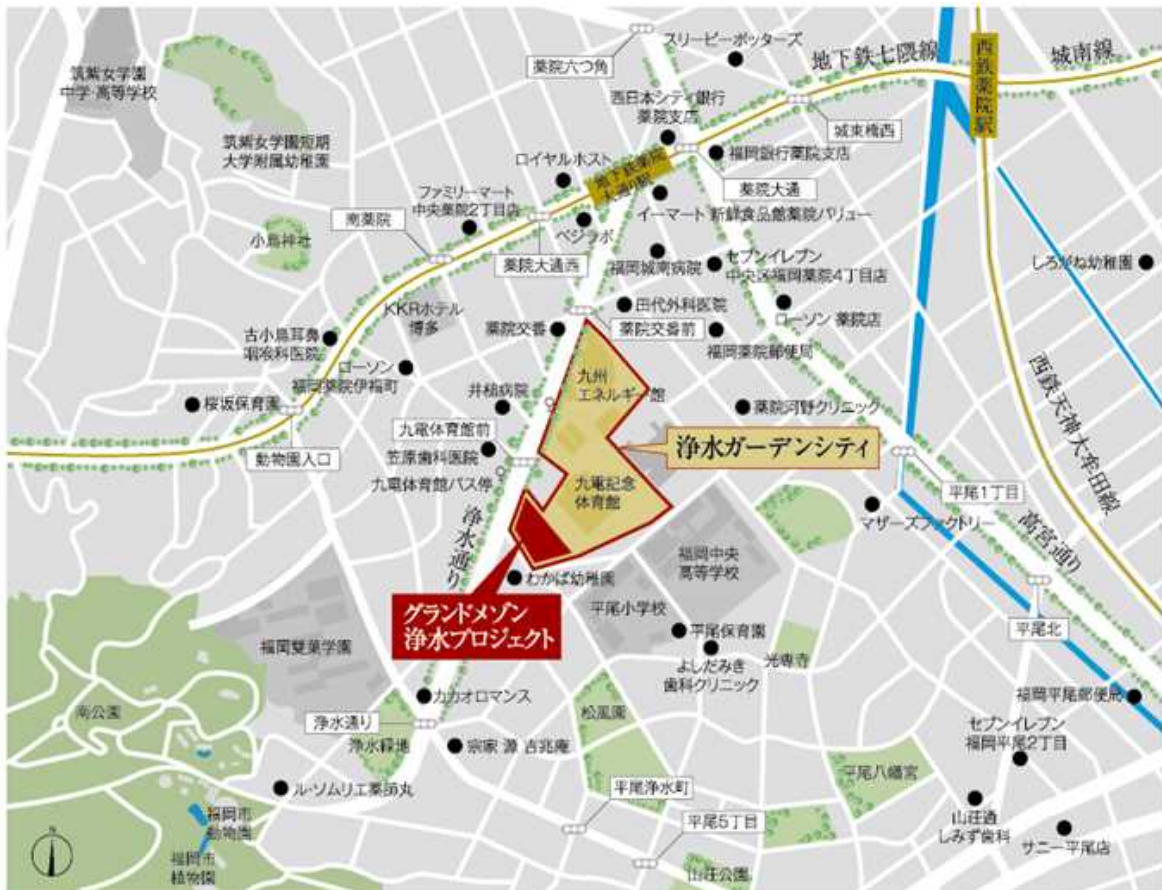 スリービーポッターズ
薬院六つ角
地下鉄七隈線
西鉄薬院駅
城南線
筑紫女学園
中学・高等学校
西日本シティ銀行
薬院支店
城東橋西
筑紫女学園短期
大学附属幼稚園
ロイヤルホスト
地下鉄薬院
大通り駅
福岡銀行薬院支店
薬院大通
ファミリーマート
中央薬院2丁目店
イーマート 新鮮食品館薬院バリュー
南薬院
ベジラボ
小烏神社
薬院大通西
福岡城南病院
セブンイレブン
中央区福岡薬院4丁目店
しろがね幼稚園
KKRホテル
博多
田代外科医院
ローソン 薬院店
古小烏耳鼻
咽喉科医院
薬院交番
薬院交番前
福岡薬院郵便局
ローソン
福岡薬院伊福町
九州
エネルギー館
西鉄天神大牟田線
桜坂保育園
井槌病院
薬院河野クリニック
九電体育館前
浄水ガーデンシティ
動物園入口
笠原歯科医院
九電体育館バス停
九電記念
体育館
平尾1丁目
マザーズファクトリー
浄水通り
高宮通り
福岡中央
高等学校
わかば幼稚園
グランドメゾン
浄水プロジェクト
平尾小学校
平尾北
福岡雙葉学園
平尾保育園
よしだみき
歯科クリニック
光専寺
カカオロマンス
福岡平尾郵便局
南公園
浄水通り
松風園
浄水緑地
宗家 源 吉兆庵
セブンイレブン
福岡平尾2丁目
平尾八幡宮
ル・ソムリエ薬師丸
平尾浄水町
福岡市
動物園
平尾5丁目
山荘通
しみず歯科
サニー平尾店
N
福岡市
植物園
山荘公園